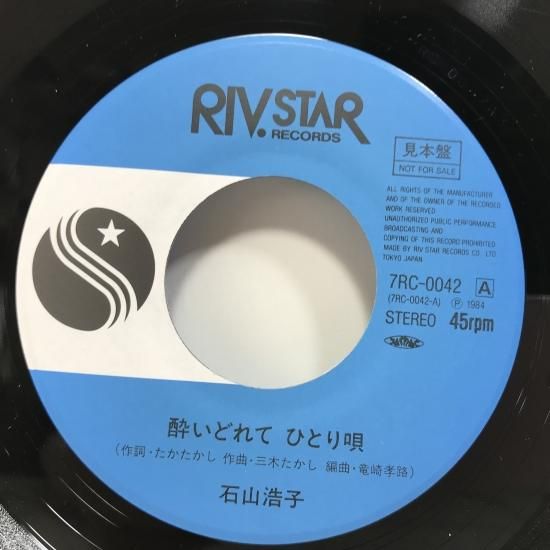 RIV.STAR
RECORDS
見本盤
NOT FOR SALE
ALL RIGHTS OF THE MANUFACTURER
AND OF THE OWNER OF THE RECORDED
WORK RESERVED
UNAUTHORIZED PUBLIC PERFORMANCE
BROADCASTING AND
COPYING OF THIS RECORD PROHIBITED
MADE BY RIV STAR RECORDS CO. LTD
TOKYO JAPAN
7RC-0042 A
(7RC-0042-A) Ⓟ 1984
STEREO 45rpm
酔いどれて ひとり唄
(作詞・たかたかし 作曲・三木たかし 編曲・竜崎孝路)
石山浩子